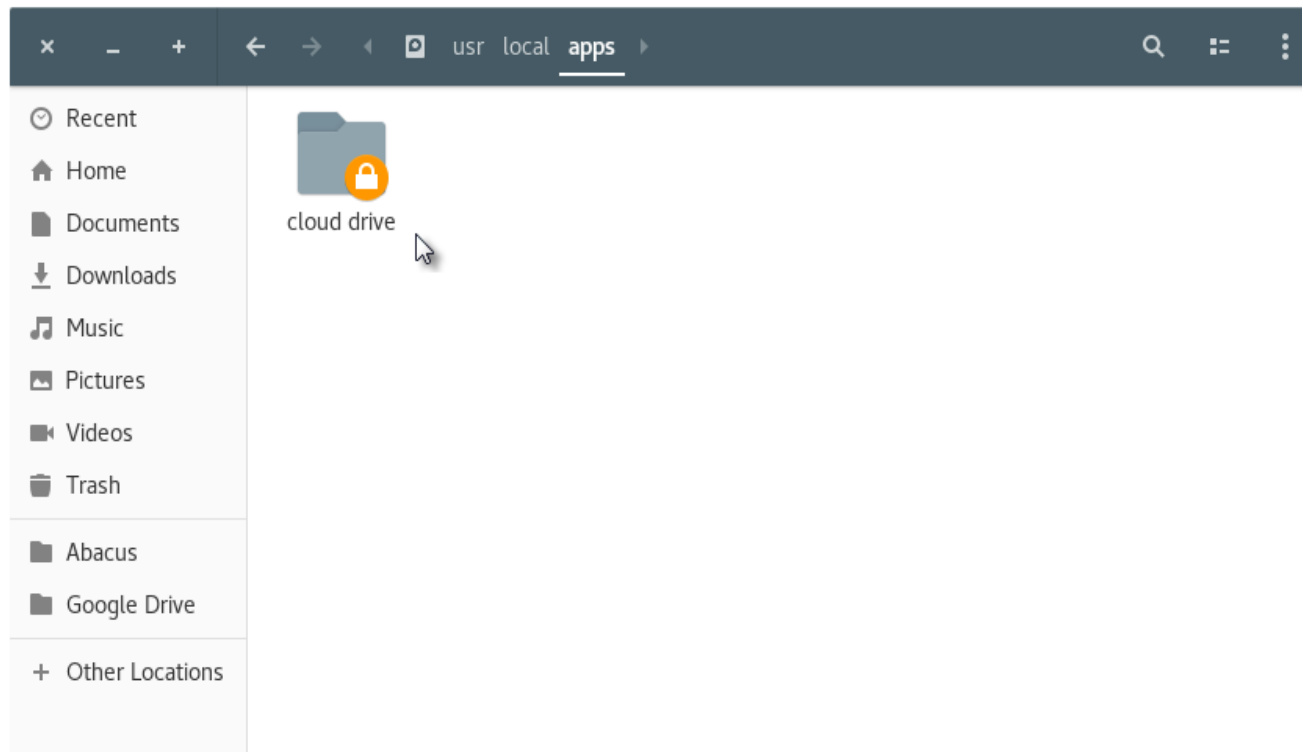 usr local apps
Recent
Home
Documents
Downloads
Music
Pictures
Videos
Trash
Abacus
Google Drive
Other Locations
cloud drive